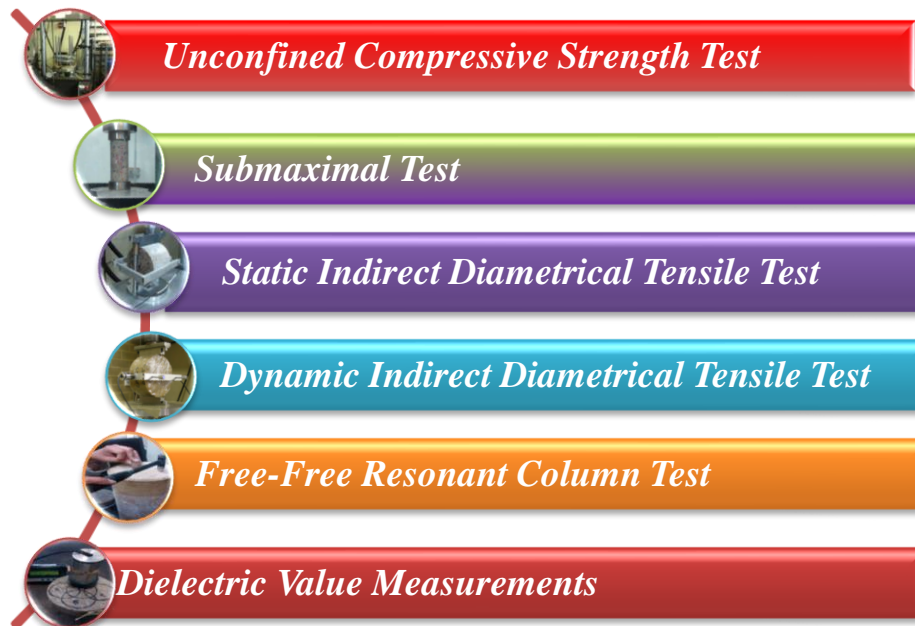 Unconfined Compressive Strength Test
Submaximal Test
Static Indirect Diametrical Tensile Test
Dynamic Indirect Diametrical Tensile Test
Free-Free Resonant Column Test
Dielectric Value Measurements